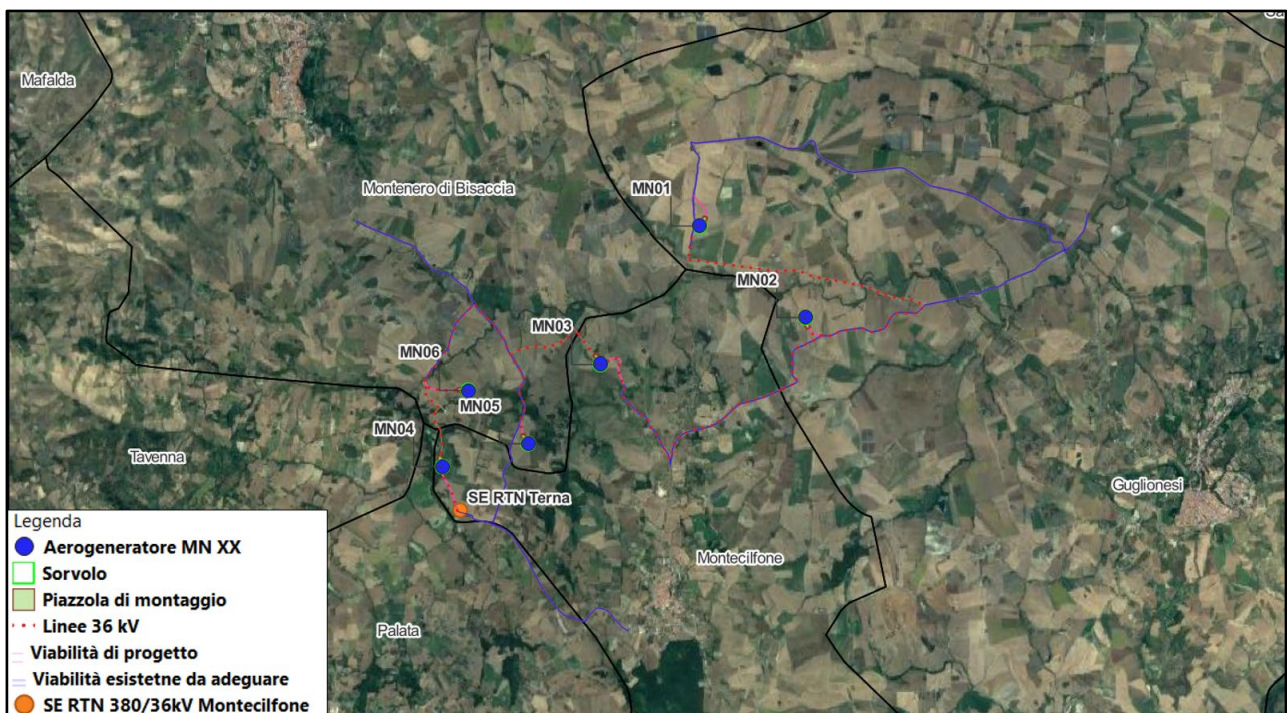 Mafalda
Montenero di Bisaccia
MN01
MN02
MN03
MN06
MN05
MN04
Tavenna
SE RTN Terna
Guglionesi
Montecilfone
Palata
Legenda
Aerogeneratore MN XX
Sorvolo
Piazzola di montaggio
Linee 36 kV
Viabilità di progetto
Viabilità esistetne da adeguare
SE RTN 380/36kV Montecilfone